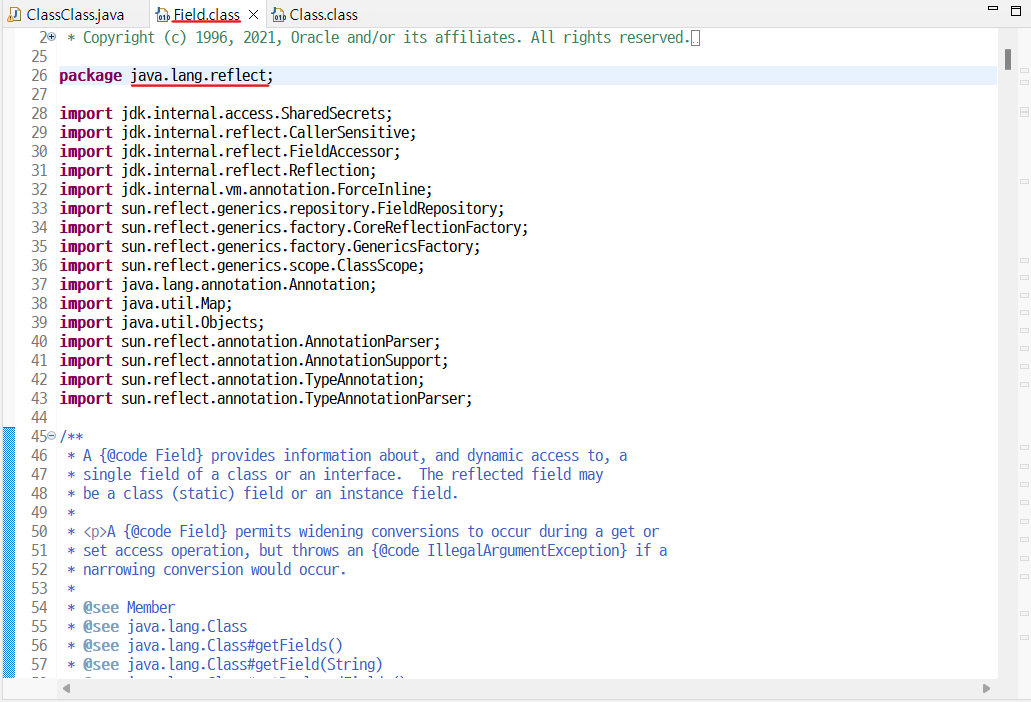 ClassClass.java
Field.class
Class.class
2 * Copyright (c) 1996, 2021, Oracle and/or its affiliates. All rights reserved.
25
26 package java.lang.reflect;
27
28 import jdk.internal.access.SharedSecrets;
29 import jdk.internal.reflect.CallerSensitive;
30 import jdk.internal.reflect.FieldAccessor;
31 import jdk.internal.reflect.Reflection;
32 import jdk.internal.vm.annotation.ForceInline;
33 import sun.reflect.generics.repository.FieldRepository;
34 import sun.reflect.generics.factory.CoreReflectionFactory;
35 import sun.reflect.generics.factory.GenericsFactory;
36 import sun.reflect.generics.scope.ClassScope;
37 import java.lang.annotation.Annotation;
38 import java.util.Map;
39 import java.util.Objects;
40 import sun.reflect.annotation.AnnotationParser;
41 import sun.reflect.annotation.AnnotationSupport;
42 import sun.reflect.annotation.TypeAnnotation;
43 import sun.reflect.annotation.TypeAnnotationParser;
44
45 /**
46 * A {@code Field} provides information about, and dynamic access to, a
47 * single field of a class or an interface.  The reflected field may
48 * be a class (static) field or an instance field.
49 *
50 * <p>A {@code Field} permits widening conversions to occur during a get or
51 * set access operation, but throws an {@code IllegalArgumentException} if a
52 * narrowing conversion would occur.
53 *
54 * @see Member
55 * @see java.lang.Class
56 * @see java.lang.Class#getFields()
57 * @see java.lang.Class#getField(String)